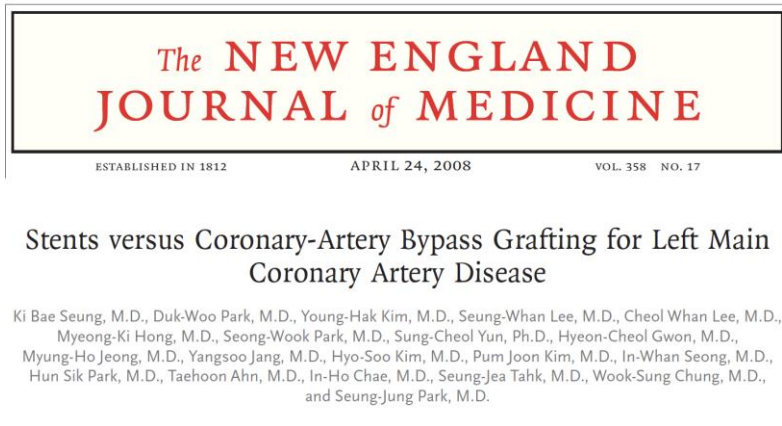 The NEW ENGLAND
JOURNAL of MEDICINE
ESTABLISHED IN 1812 APRIL 24, 2008 VOL. 358 NO. 17
Stents versus Coronary-Artery Bypass Grafting for Left Main
Coronary Artery Disease
Ki Bae Seung, M.D., Duk-Woo Park, M.D., Young-Hak Kim, M.D., Seung-Whan Lee, M.D., Cheol Whan Lee, M.D.,
Myeong-Ki Hong, M.D., Seong-Wook Park, M.D., Sung-Cheol Yun, Ph.D., Hyeon-Cheol Gwon, M.D.,
Myung-Ho Jeong, M.D., Yangsoo Jang, M.D., Hyo-Soo Kim, M.D., Pum Joon Kim, M.D., In-Whan Seong, M.D.,
Hun Sik Park, M.D., Taehoon Ahn, M.D., In-Ho Chae, M.D., Seung-Jea Tahk, M.D., Wook-Sung Chung, M.D.,
and Seung-Jung Park, M.D.